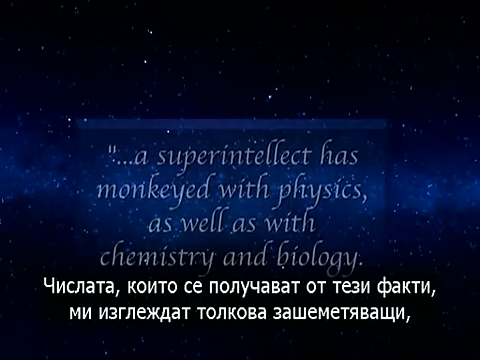 "...a superintellect has
monkeyed with physics,
as well as with
chemistry and biology.
Числата, които се получават от тези факти,
ми изглеждат толкова зашеметяващи,